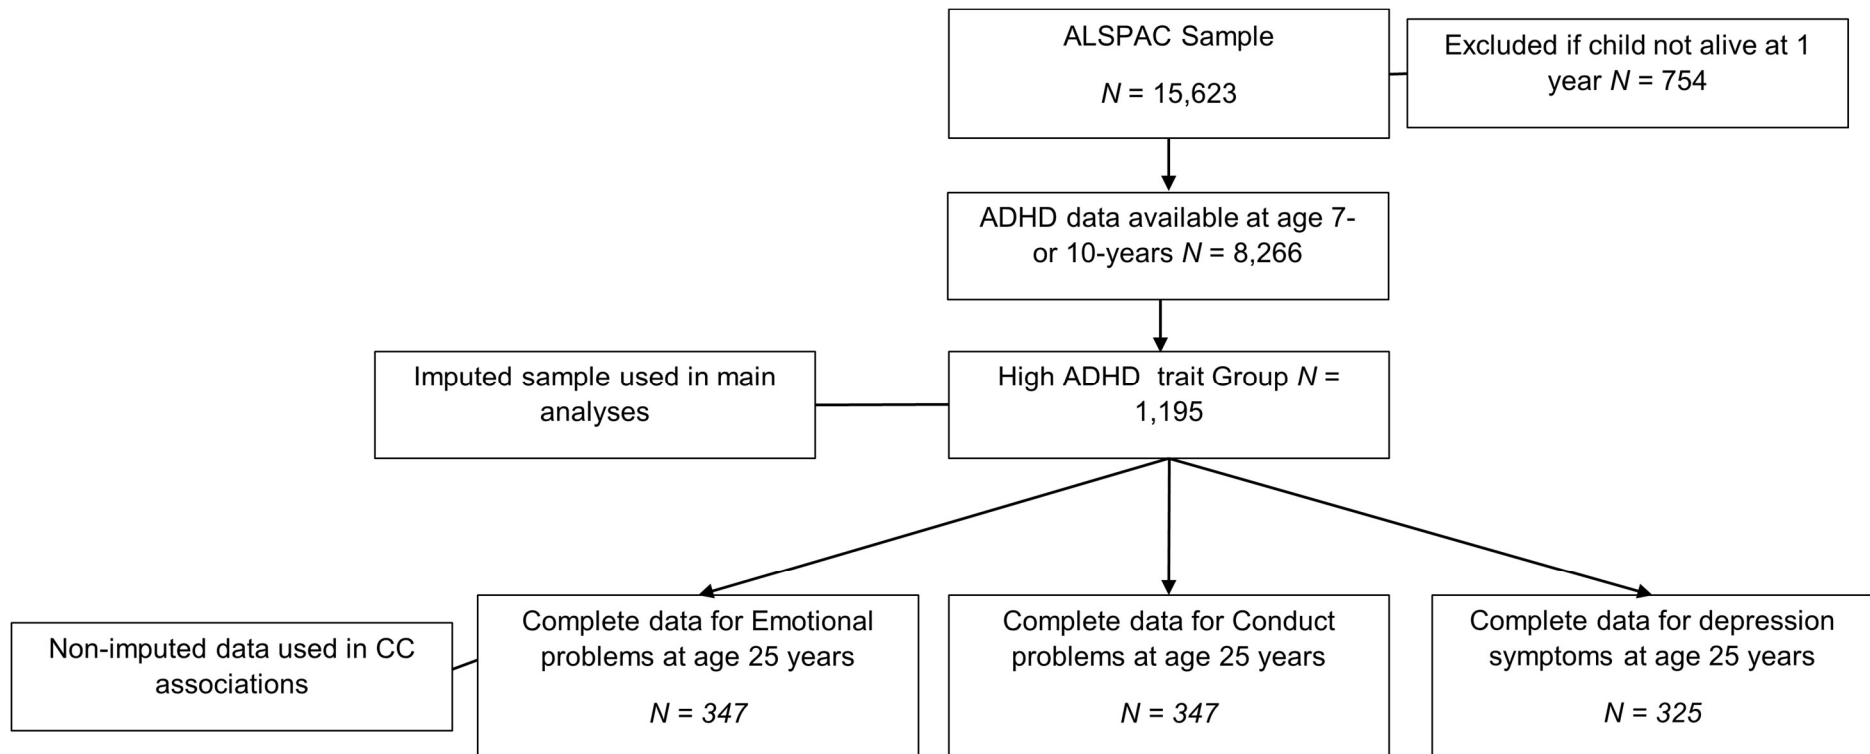 ALSPAC Sample
N = 15,623
Excluded if child not alive at 1
year N = 754
ADHD data available at age 7-
or 10-years N = 8,266
Imputed sample used in main
analyses
High ADHD  trait Group N =
1,195
Non-imputed data used in CC
associations
Complete data for Emotional
problems at age 25 years
N = 347
Complete data for Conduct
problems at age 25 years
N = 347
Complete data for depression
symptoms at age 25 years
N = 325